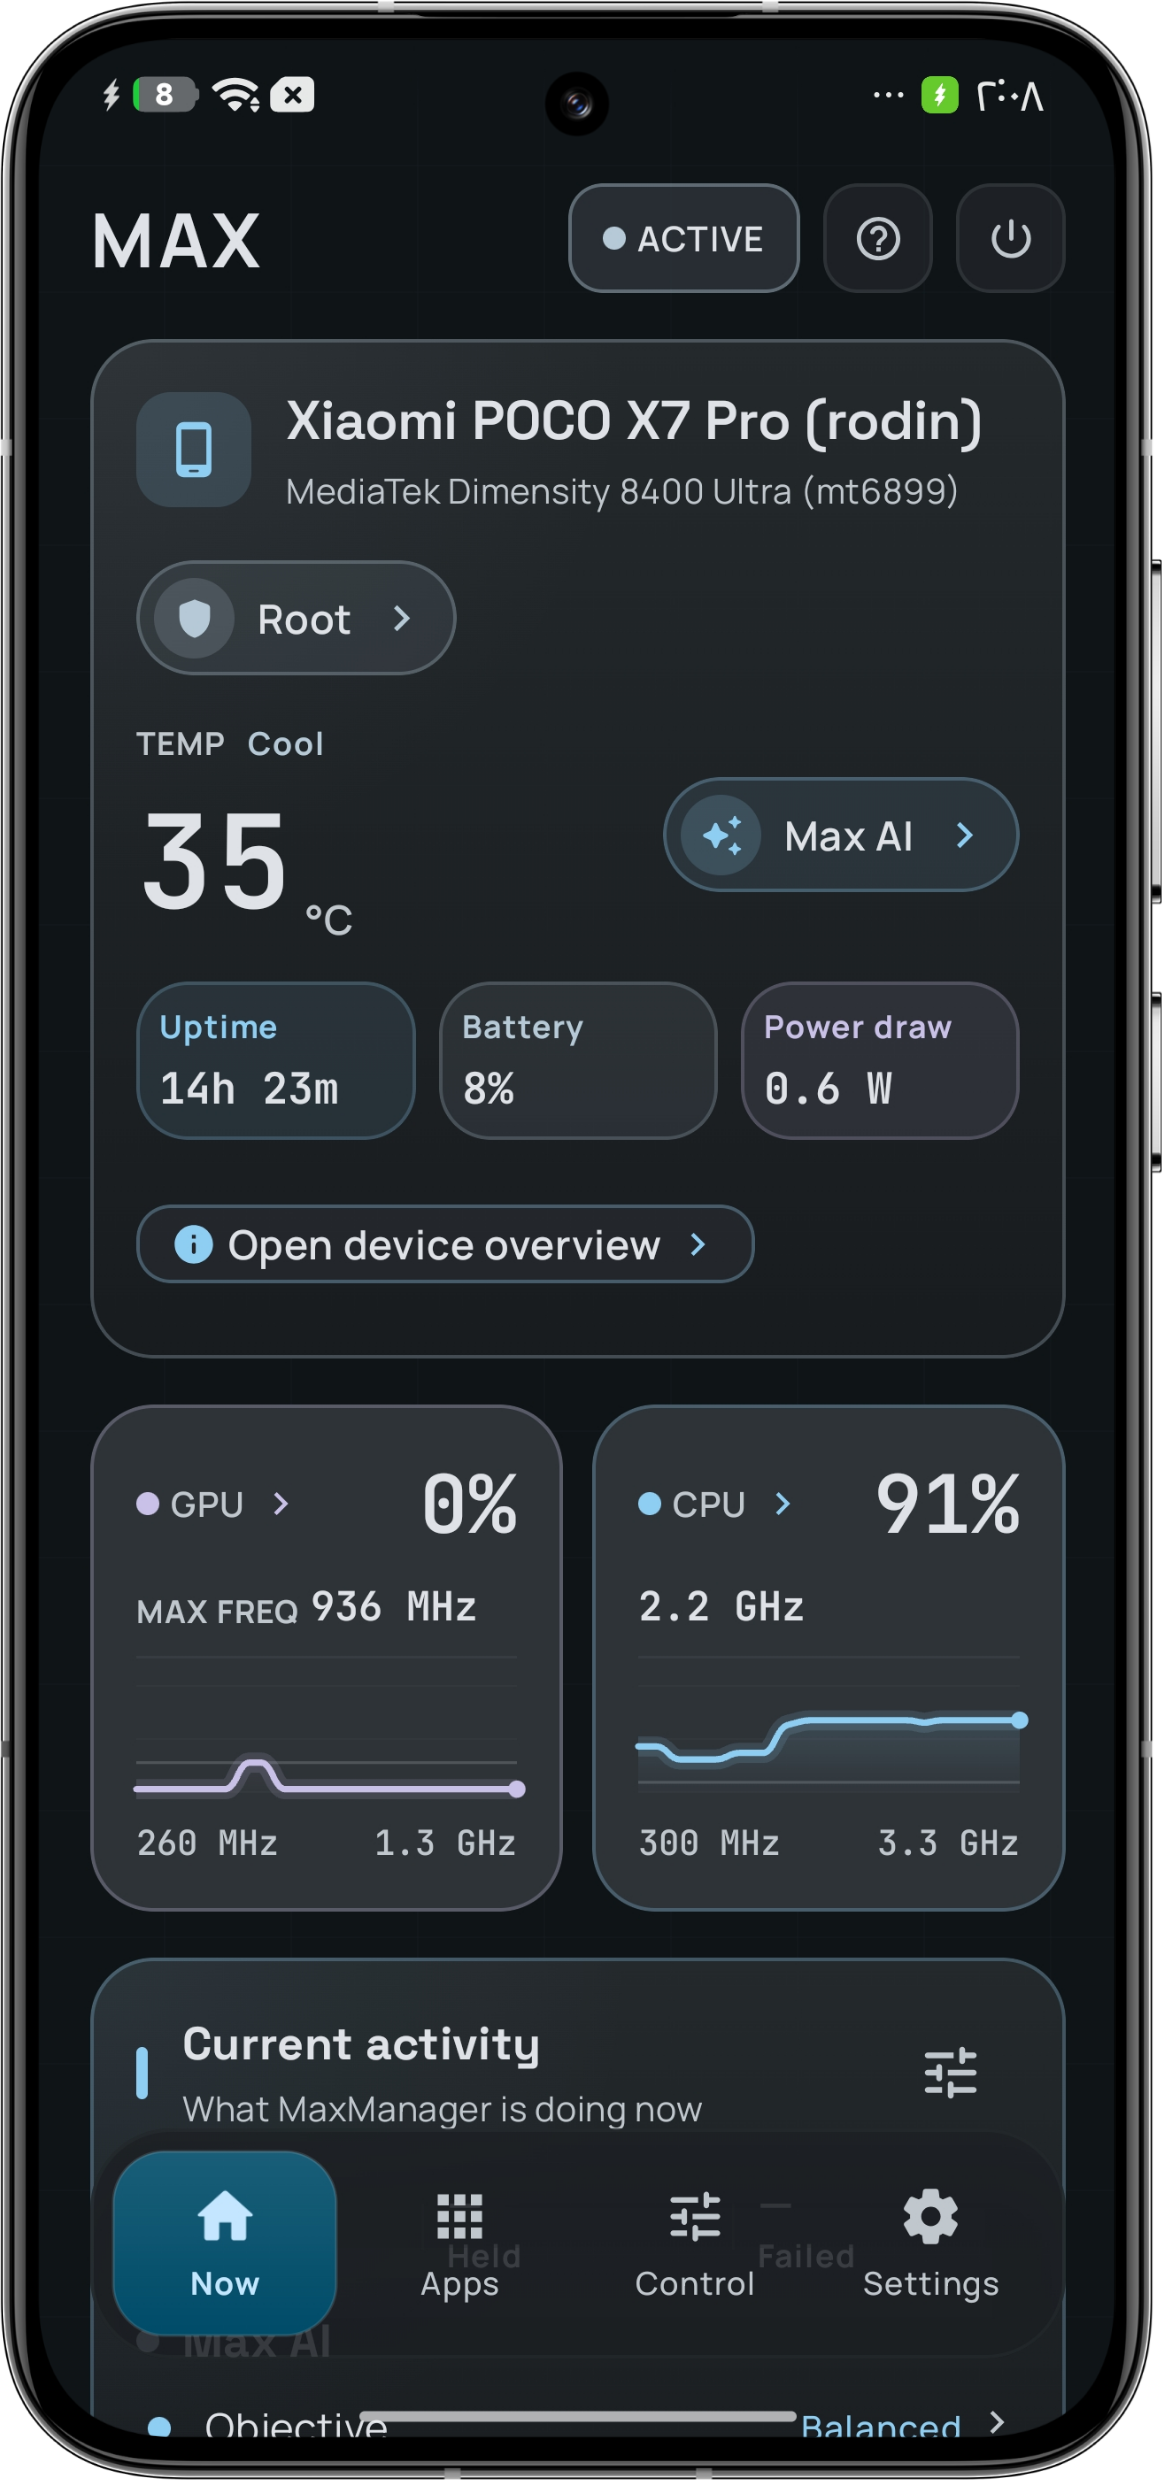 8
٢٠:٠٨
MAX
ACTIVE
Xiaomi POCO X7 Pro (rodin)
MediaTek Dimensity 8400 Ultra (mt6899)
Root
TEMP Cool
35 °C
Max AI
Uptime
14h 23m
Battery
8%
Power draw
0.6 W
Open device overview
GPU 0%
MAX FREQ 936 MHz
260 MHz 1.3 GHz
CPU 91%
2.2 GHz
300 MHz 3.3 GHz
Current activity
What MaxManager is doing now
Held
Failed
Now
Apps
Control
Settings
Max AI
Objective
Balanced